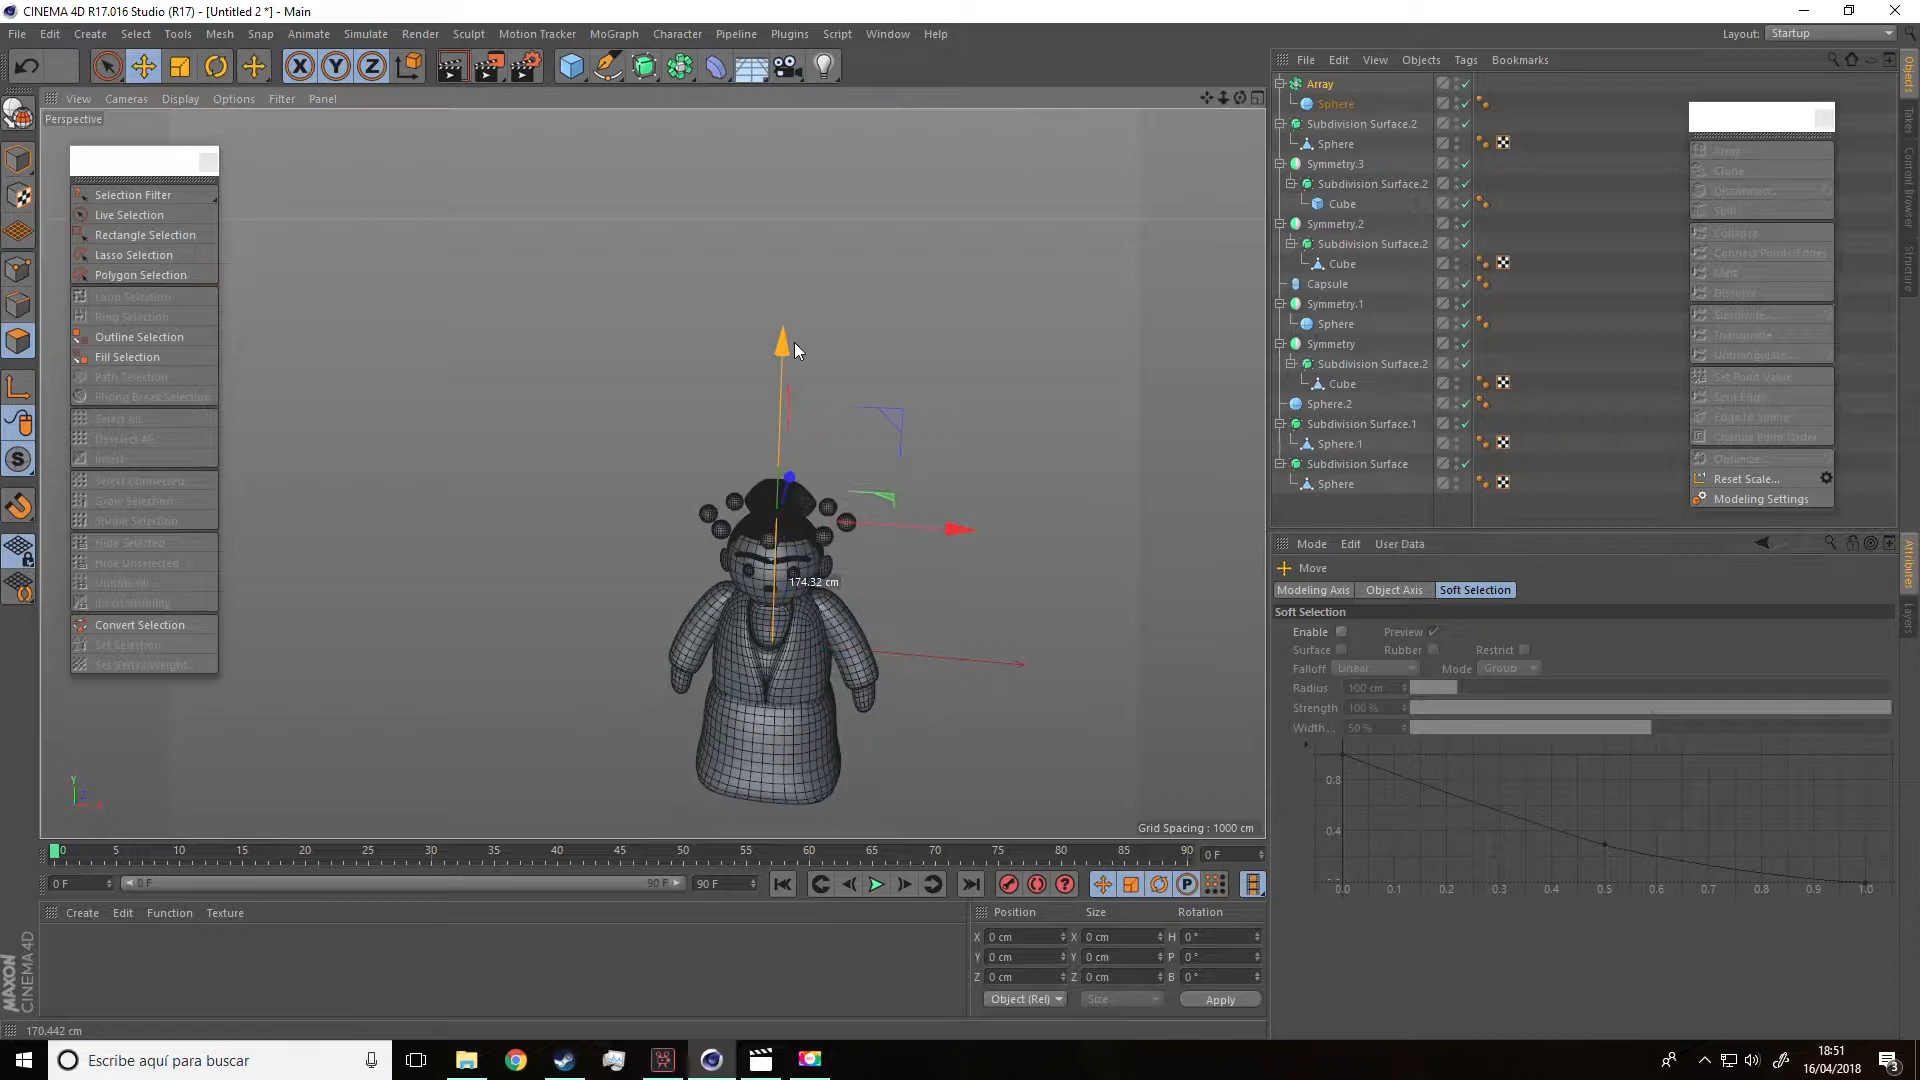 CINEMA 4D R17.016 Studio (R17) - [Untitled 2 *] - Main
File Edit Create Select Tools Mesh Snap Animate Simulate Render Sculpt Motion Tracker MoGraph Character Pipeline Plugins Script Window Help
Layout: Startup
View Cameras Display Options Filter Panel
Perspective
Selection Filter
Live Selection
Rectangle Selection
Lasso Selection
Polygon Selection
Loop Selection
Ring Selection
Outline Selection
Fill Selection
Path Selection
Phong Break Selection
Select All
Deselect All
Invert
Select Connected
Grow Selection
Shrink Selection
Hide Selected
Hide Unselected
Unhide All
Invert Visibility
Convert Selection
Set Selection
Set Vertex Weight...
174.32 cm
Y
Grid Spacing : 1000 cm
File Edit View Objects Tags Bookmarks
Array
Sphere
Subdivision Surface.2
Sphere
Symmetry.3
Subdivision Surface.2
Cube
Symmetry.2
Subdivision Surface.2
Cube
Capsule
Symmetry.1
Sphere
Symmetry
Subdivision Surface.2
Cube
Sphere.2
Subdivision Surface.1
Sphere.1
Subdivision Surface
Sphere
Array
Clone
Disconnect...
Split
Collapse
Connect Points/Edges
Melt
Dissolve
Subdivide...
Triangulate
Untriangulate...
Set Point Value
Spin Edge
Edge to Spline
Change Point Order
Optimize...
Reset Scale...
Modeling Settings
Objects
Takes
Content Browser
Structure
Attributes
Layers
Mode Edit User Data
Move
Modeling Axis Object Axis Soft Selection
Soft Selection
Enable Preview
Surface Rubber Restrict
Falloff Linear Mode Group
Radius 100 cm
Strength 100 %
Width . . 50 %
0.8
0.4
0.0 0.1 0.2 0.3 0.4 0.5 0.6 0.7 0.8 0.9 1.0
0 5 10 15 20 25 30 35 40 45 50 55 60 65 70 75 80 85 90 0 F
0 F 0 F 90 F 90 F
Create Edit Function Texture
Position Size Rotation
X 0 cm X 0 cm H 0 °
Y 0 cm Y 0 cm P 0 °
Z 0 cm Z 0 cm B 0 °
Object (Rel) Size Apply
MAXON
CINEMA 4D
170.442 cm
Escribe aquí para buscar
18:51
16/04/2018
3